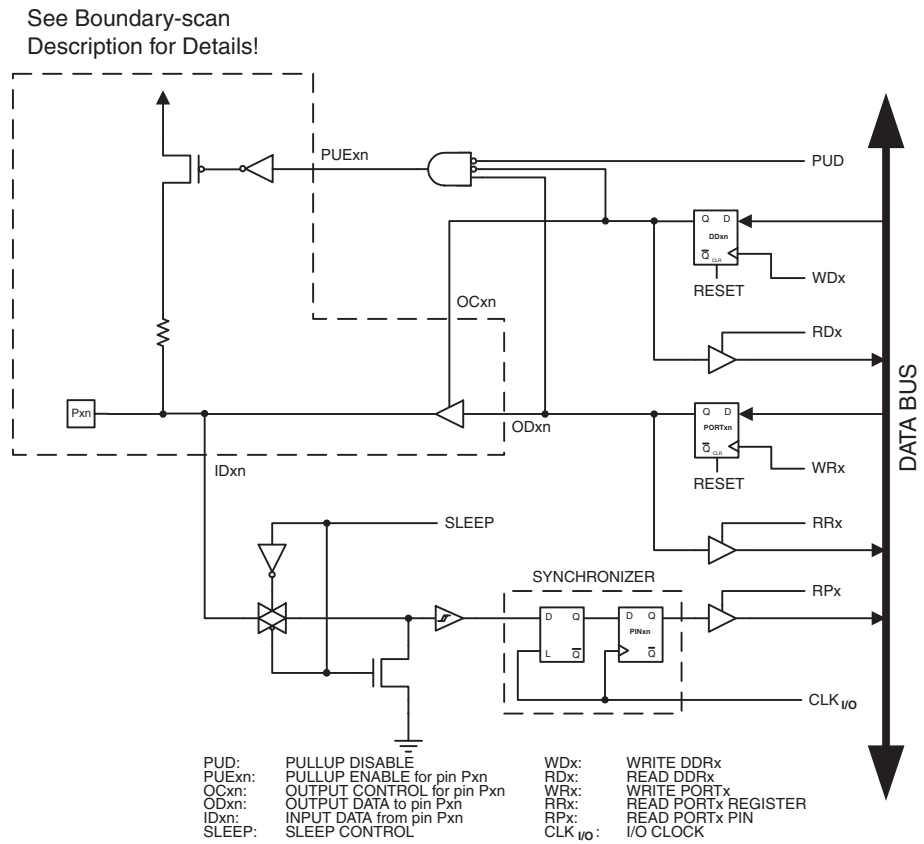 See Boundary-scan
Description for Details!
PUExn
PUD
Q D
DDxn
Q CLR
WDx
RESET
OCxn
RDx
Pxn
ODxn
Q D
PORTxn
Q CLR
WRx
RESET
IDxn
DATA BUS
SLEEP
RRx
SYNCHRONIZER
RPx
D Q
L Q
D Q
PINxn
Q
CLK I/O
PUD: PULLUP DISABLE
PUExn: PULLUP ENABLE for pin Pxn
OCxn: OUTPUT CONTROL for pin Pxn
ODxn: OUTPUT DATA to pin Pxn
IDxn: INPUT DATA from pin Pxn
SLEEP: SLEEP CONTROL
WDx: WRITE DDRx
RDx: READ DDRx
WRx: WRITE PORTx
RRx: READ PORTx REGISTER
RPx: READ PORTx PIN
CLK I/O: I/O CLOCK